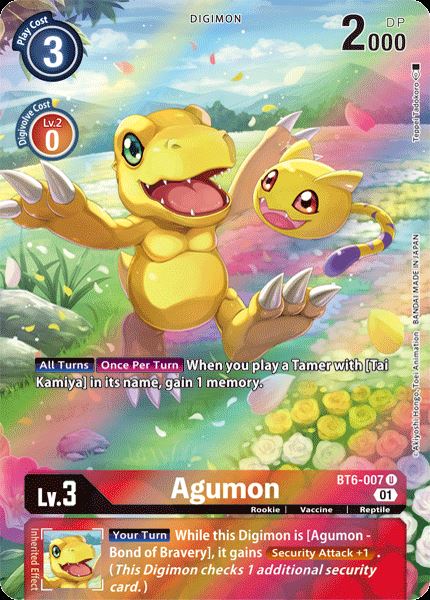 Play Cost
3
DIGIMON
DP
2000
Digivolve Cost
Lv.2
0
Teppei Tadokoro
©Akiyoshi Hongo, Toei Animation BANDAI MADE IN JAPAN
All Turns Once Per Turn When you play a Tamer with [Tai
Kamiya] in its name, gain 1 memory.
BT6-007 U
Lv.3
Agumon
01
Rookie | Vaccine | Reptile
Inherited Effect
Your Turn While this Digimon is [Agumon -
Bond of Bravery], it gains Security Attack +1 .
(This Digimon checks 1 additional security
card.)